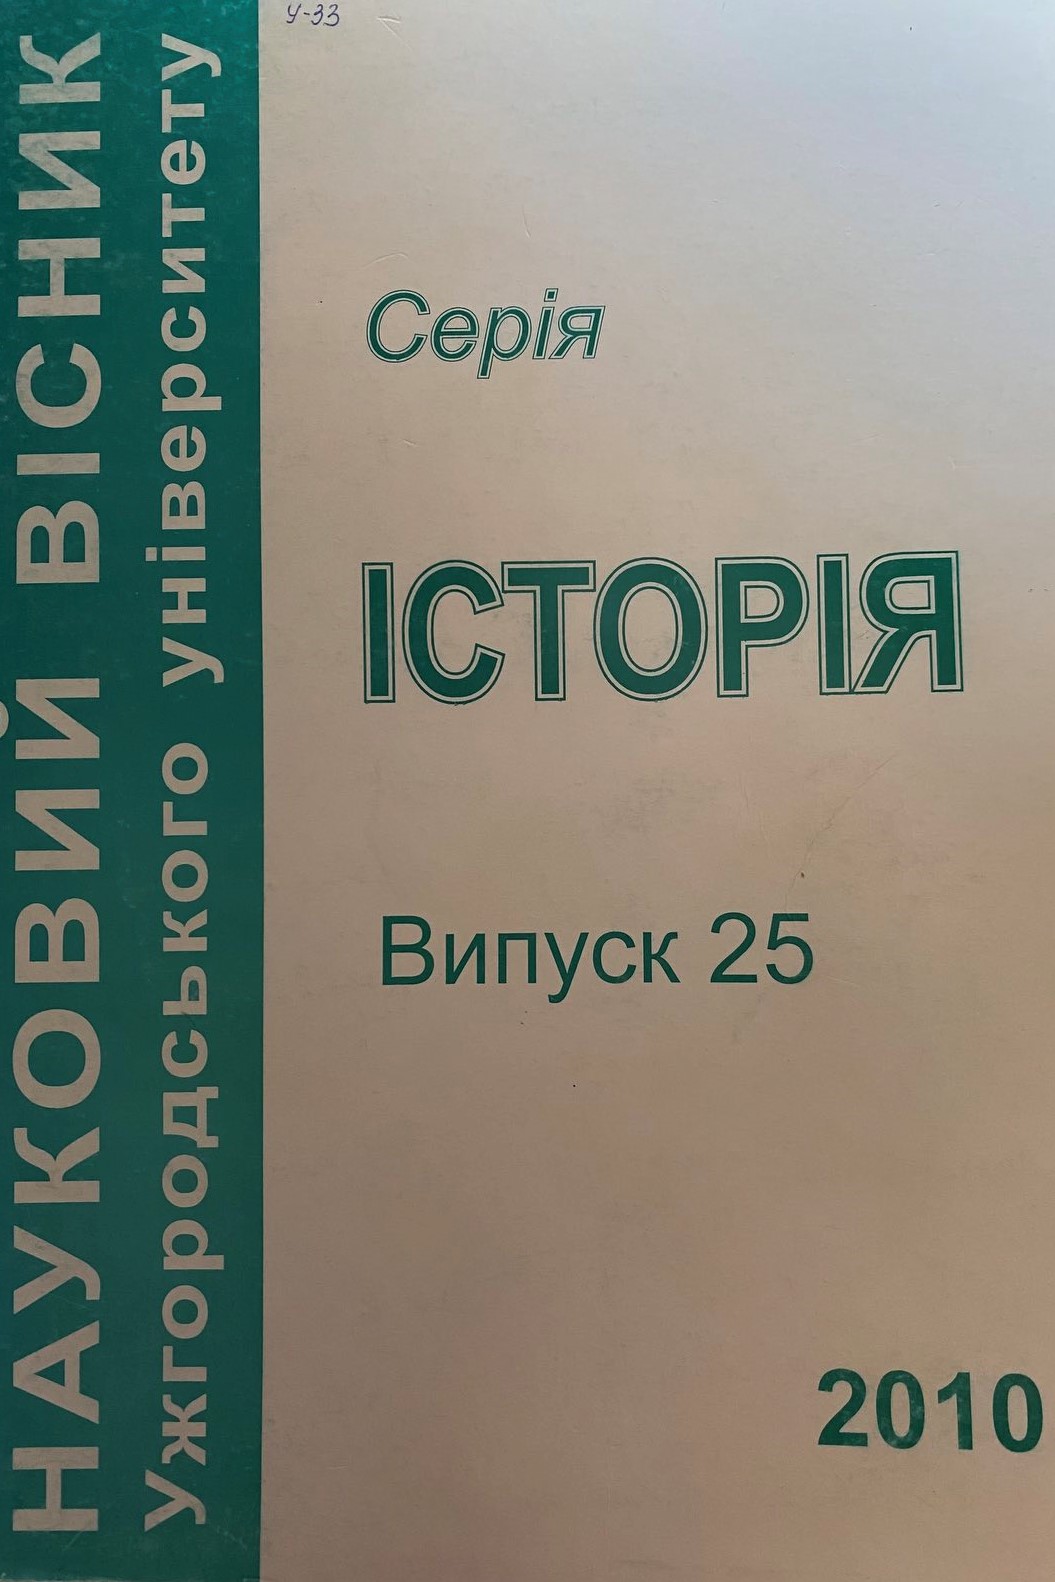 У-33
НАУКОВИЙ ВІСНИК
Ужгородського університету
Серія
ІСТОРІЯ
Випуск 25
2010